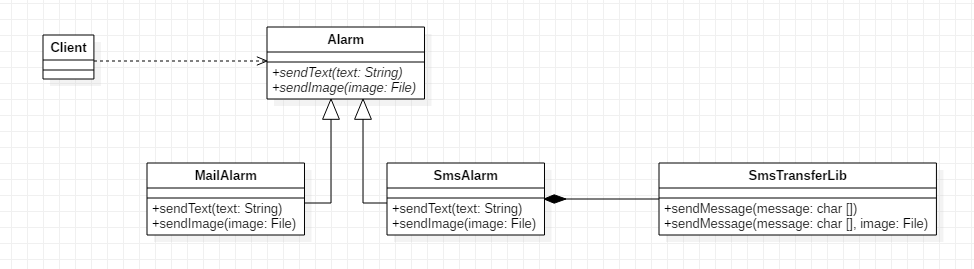 Client
Alarm
+sendText(text: String)
+sendImage(image: File)
MailAlarm
+sendText(text: String)
+sendImage(image: File)
SmsAlarm
+sendText(text: String)
+sendImage(image: File)
SmsTransferLib
+sendMessage(message: char [])
+sendMessage(message: char [], image: File)